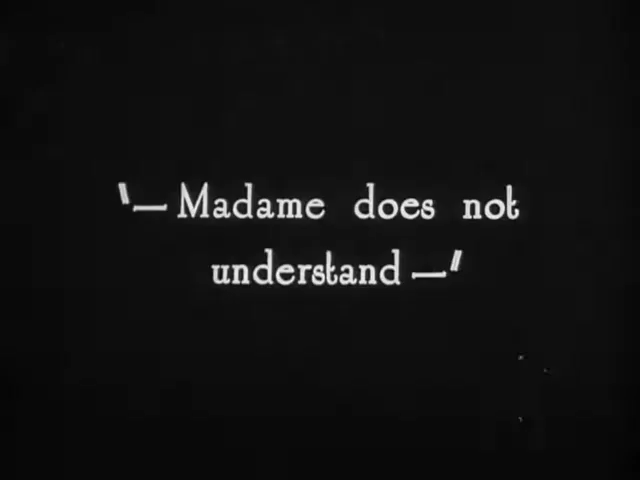 "— Madame does not
understand —"